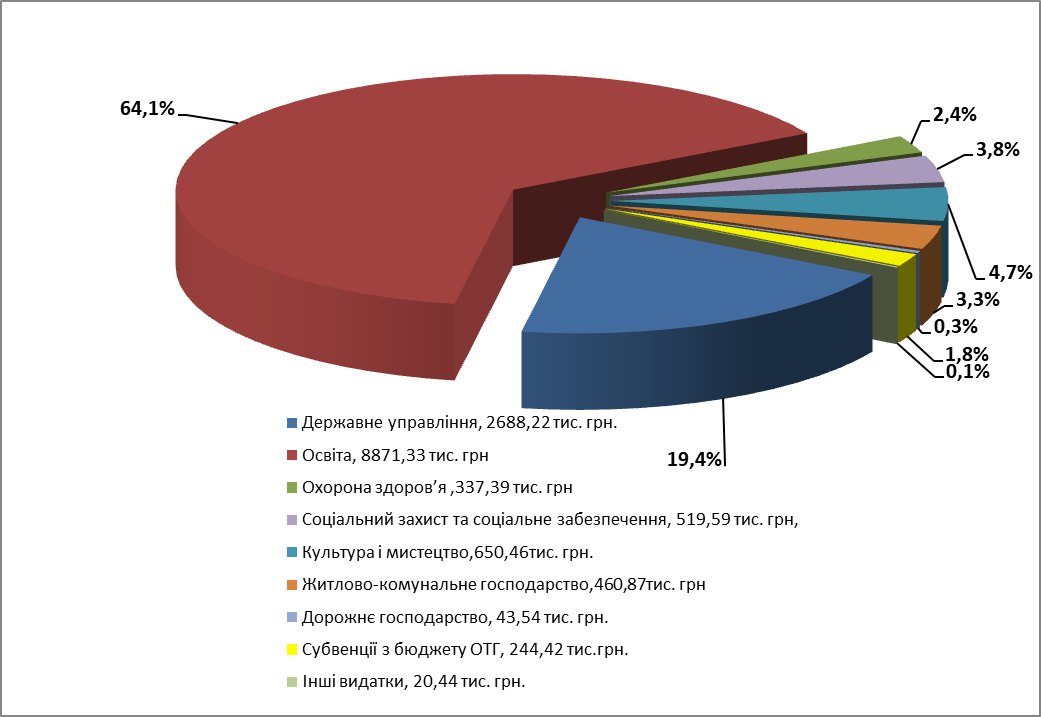 64,1%
2,4%
3,8%
4,7%
3,3%
0,3%
1,8%
0,1%
19,4%
Державне управління, 2688,22 тис. грн.
Освіта, 8871,33 тис. грн
Охорона здоров’я ,337,39 тис. грн
Соціальний захист та соціальне забезпечення, 519,59 тис. грн,
Культура і мистецтво,650,46тис. грн.
Житлово-комунальне господарство,460,87тис. грн
Дорожнє господарство, 43,54 тис. грн.
Субвенції з бюджету ОТГ, 244,42 тис.грн.
Інші видатки, 20,44 тис. грн.